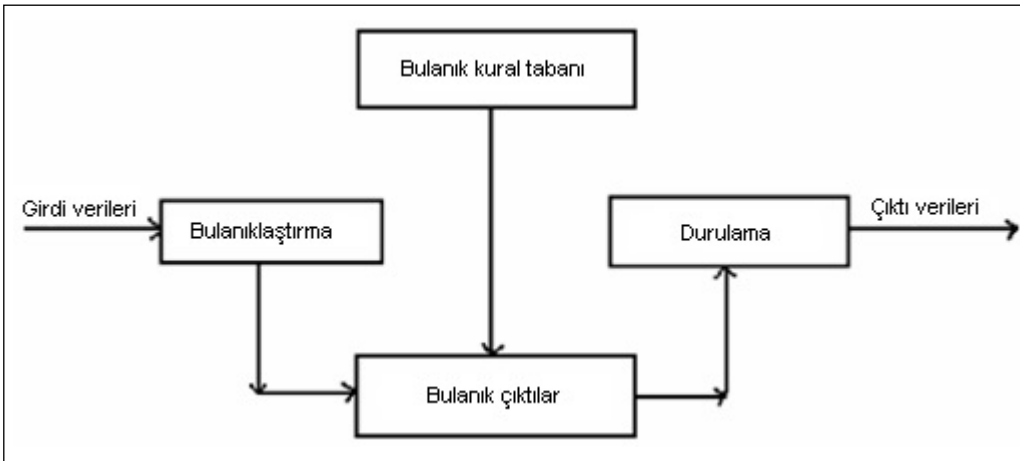 Bulanık kural tabanı
Girdi verileri
Bulanıklaştırma
Durulama
Çıktı verileri
Bulanık çıktılar